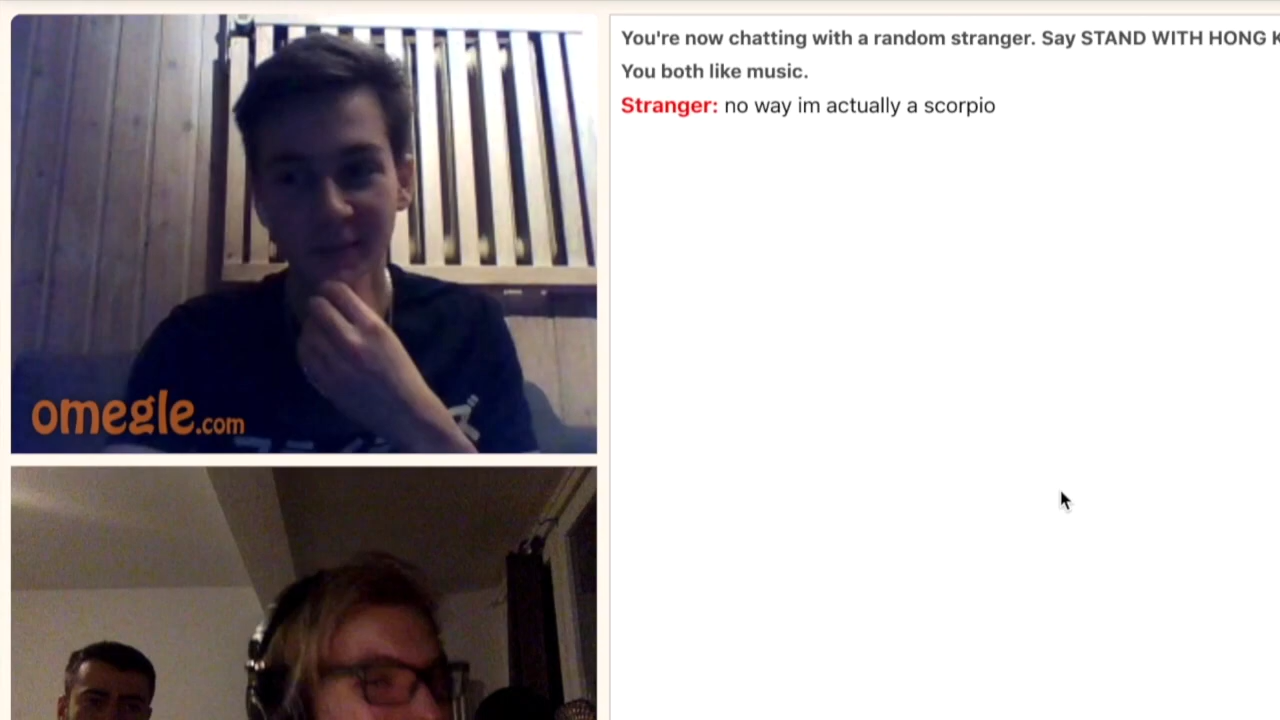 You're now chatting with a random stranger. Say STAND WITH HONG K
You both like music.
Stranger: no way im actually a scorpio
omegle.com